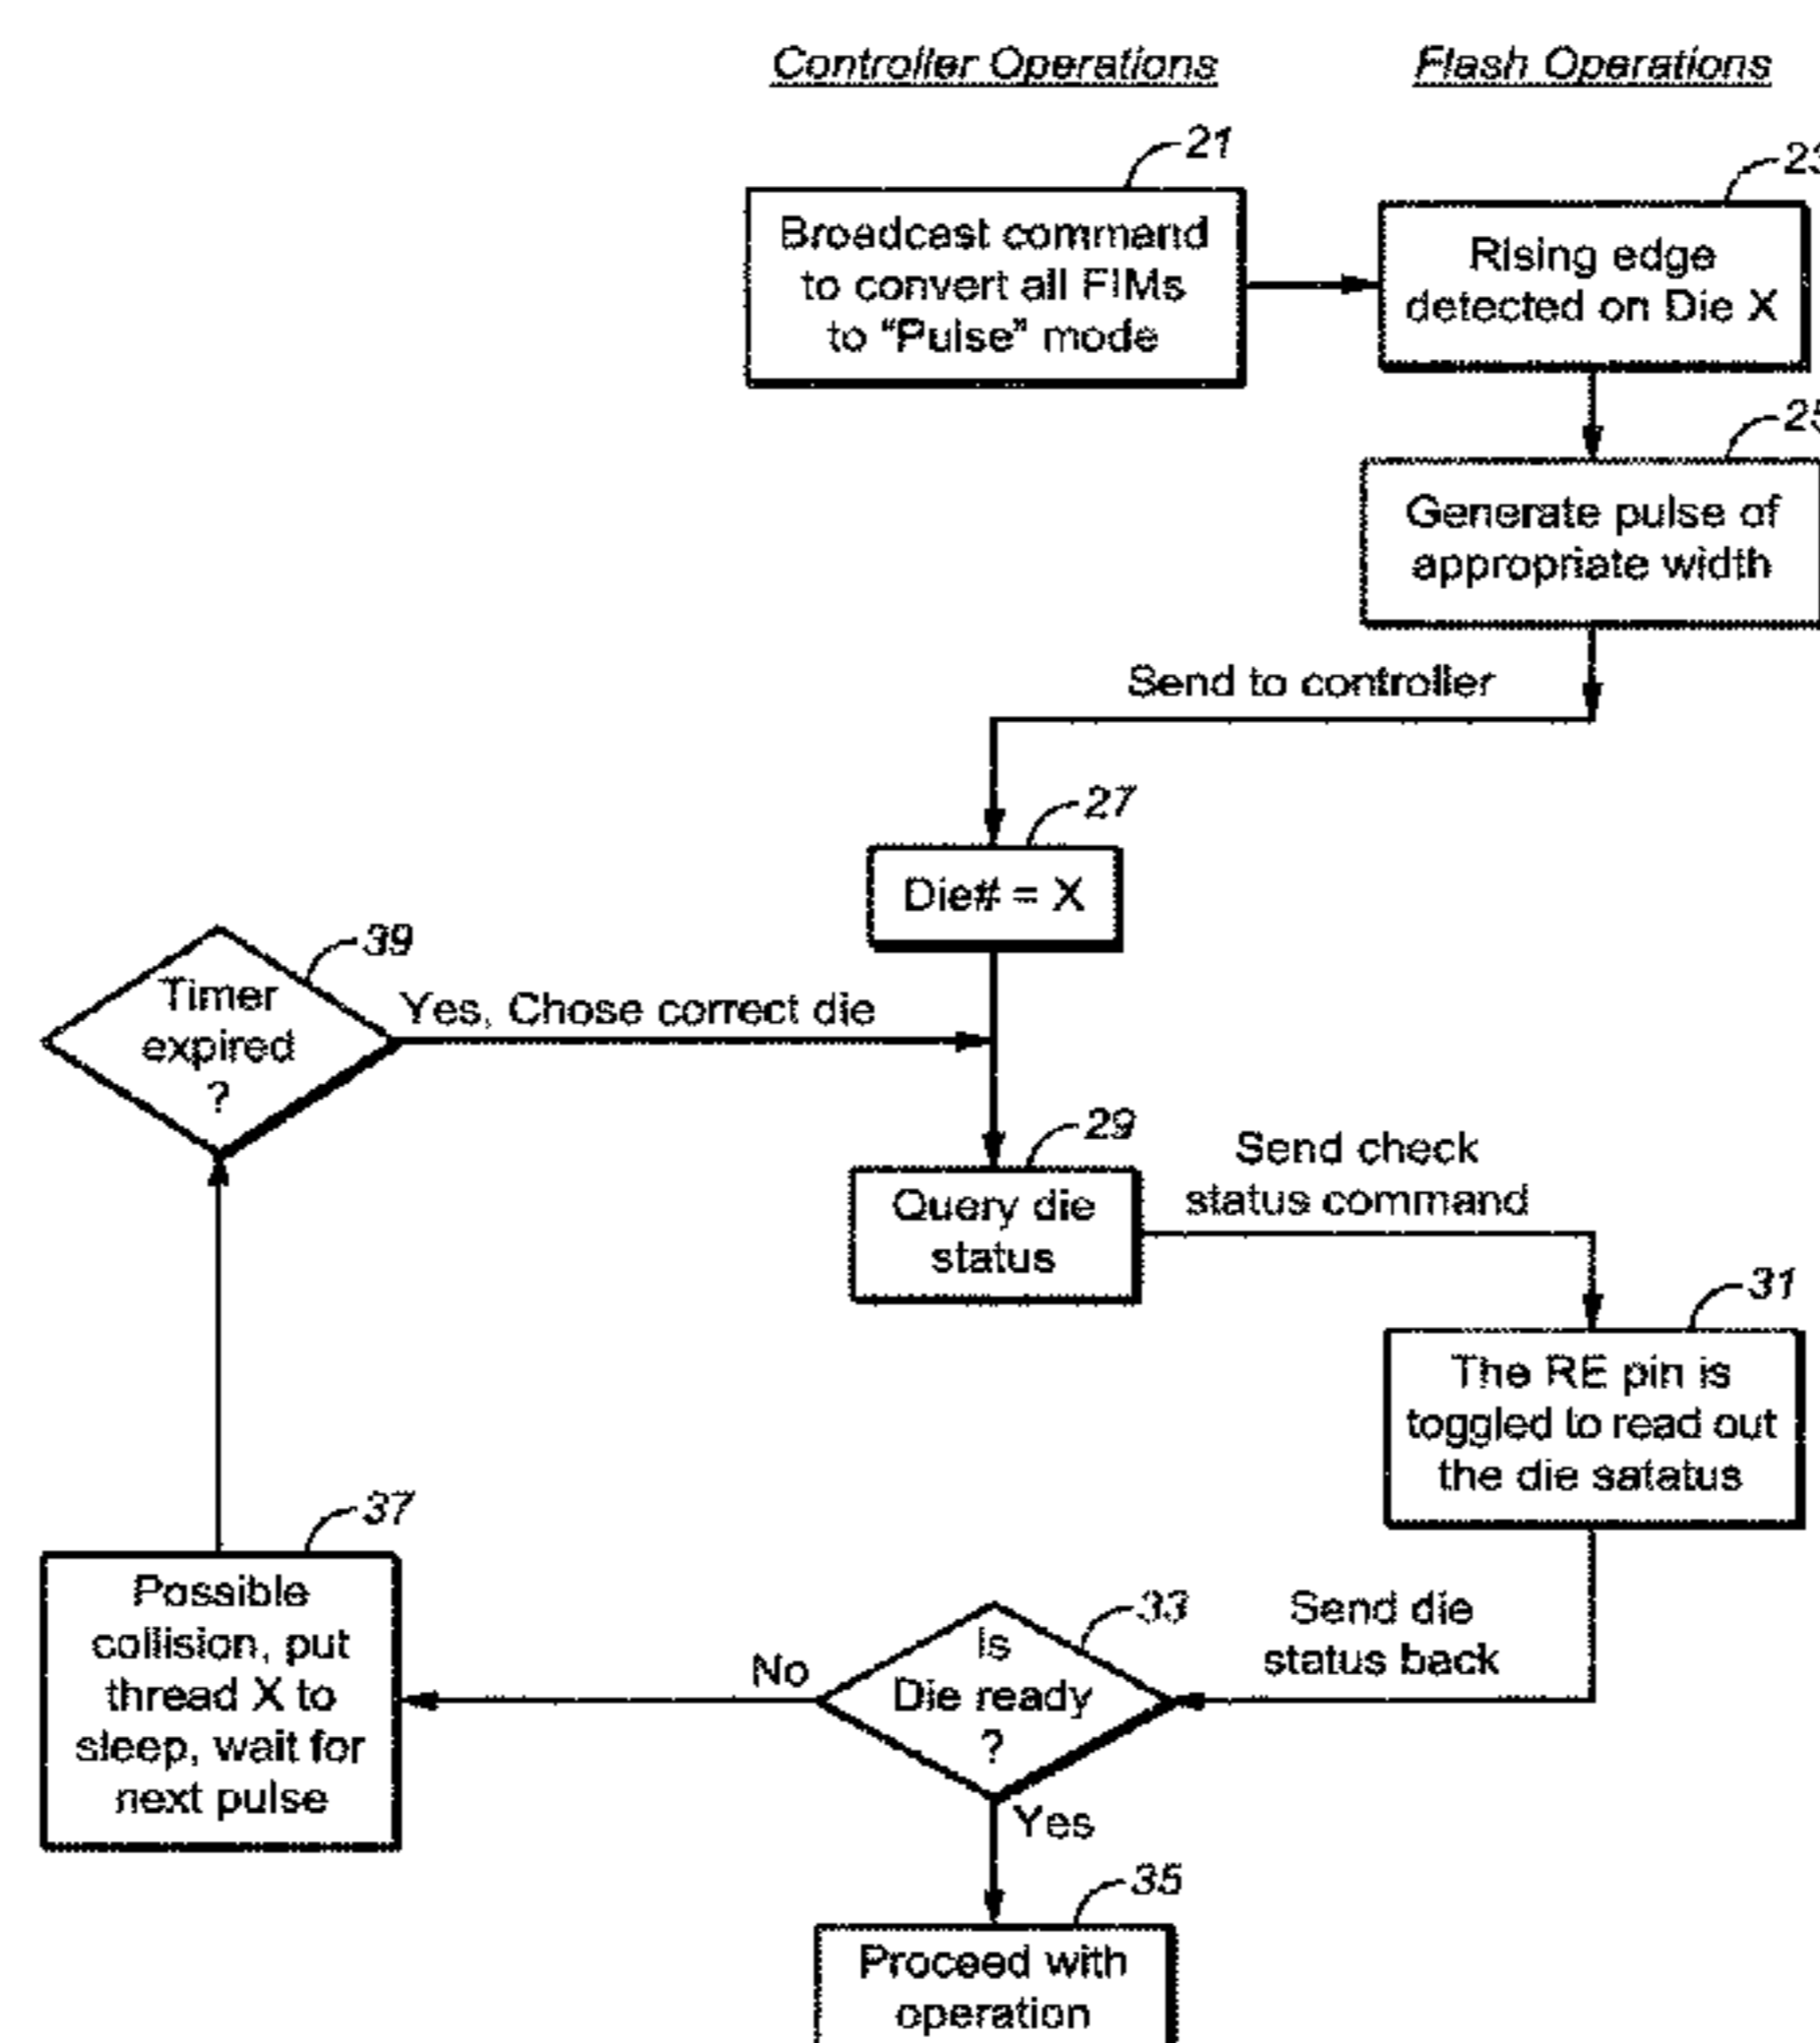 Controller Operations
Flash Operations
21
Broadcast command
to convert all FIMs
to "Pulse" mode
23
Rising edge
detected on Die X
25
Generate pulse of
appropriate width
Send to controller
27
Die# = X
39
Timer
expired
?
Yes, Chose correct die
29
Query die
status
Send check
status command
31
The RE pin is
toggled to read out
the die satatus
37
Possible
collision, put
thread X to
sleep, wait for
next pulse
33
Is
Die ready
?
Send die
status back
No
Yes
35
Proceed with
operation